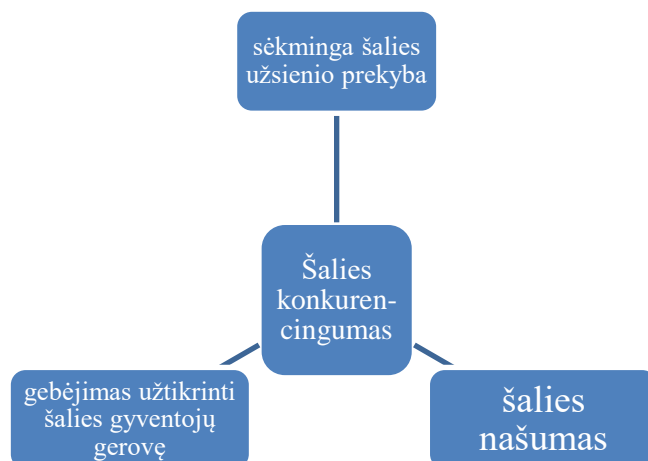 sėkminga šalies
užsienio prekyba
Šalies
konkuren-
cingumas
gebėjimas užtikrinti
šalies gyventojų
gerovę
šalies
našumas